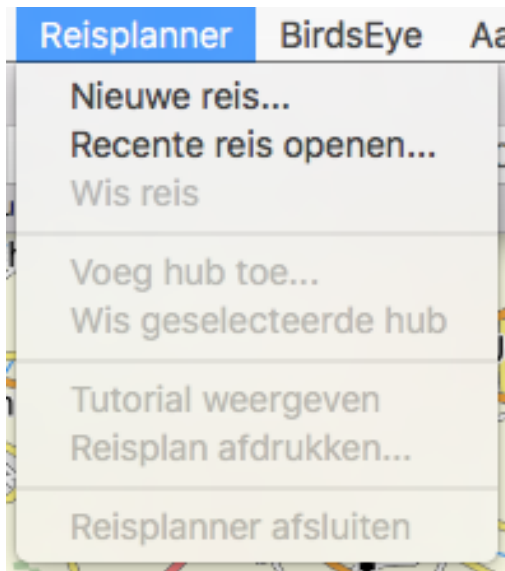 Reisplanner BirdsEye
Nieuwe reis...
Recente reis openen...
Wis reis
Voeg hub toe...
Wis geselecteerde hub
Tutorial weergeven
Reisplan afdrukken...
Reisplanner afsluiten